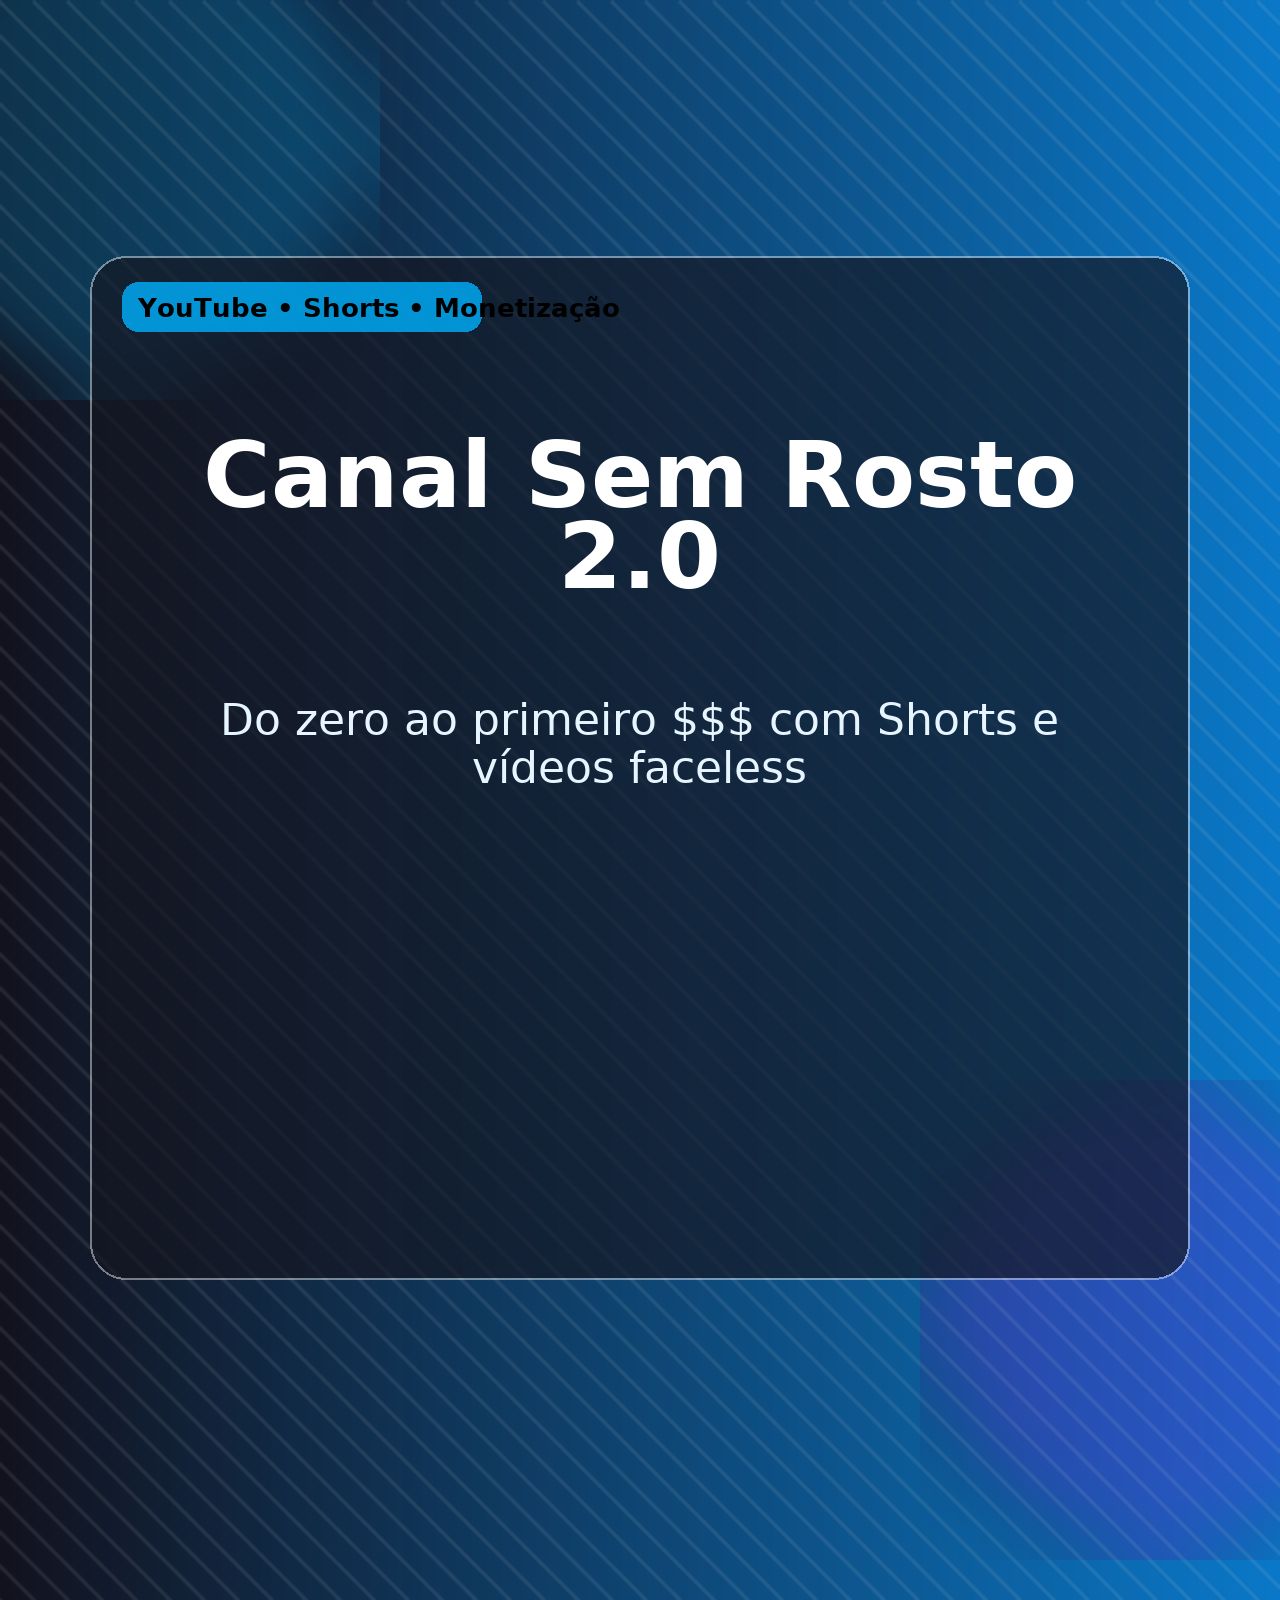 YouTube • Shorts • Monetização
Canal Sem Rosto
2.0
Do zero ao primeiro $$$ com Shorts e
vídeos faceless